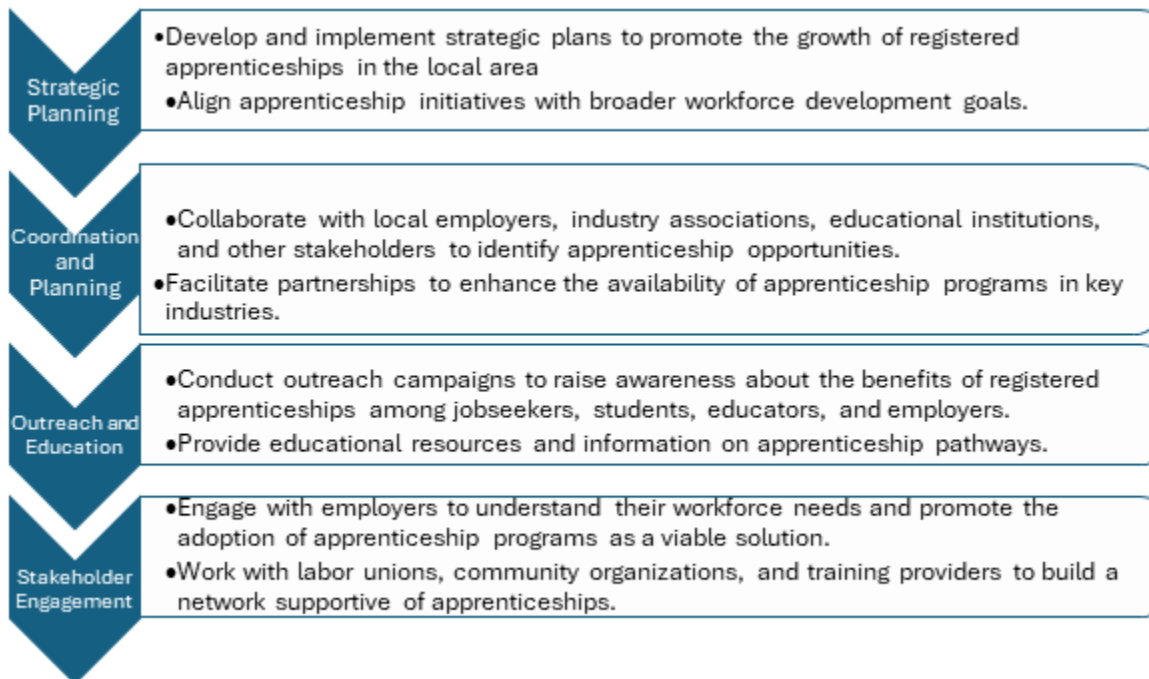 Strategic
Planning
•Develop and implement strategic plans to promote the growth of registered
apprenticeships in the local area
•Align apprenticeship initiatives with broader workforce development goals.
Coordination
and
Planning
•Collaborate with local employers, industry associations, educational institutions,
and other stakeholders to identify apprenticeship opportunities.
•Facilitate partnerships to enhance the availability of apprenticeship programs in key
industries.
Outreach and
Education
•Conduct outreach campaigns to raise awareness about the benefits of registered
apprenticeships among jobseekers, students, educators, and employers.
•Provide educational resources and information on apprenticeship pathways.
Stakeholder
Engagement
•Engage with employers to understand their workforce needs and promote the
adoption of apprenticeship programs as a viable solution.
•Work with labor unions, community organizations, and training providers to build a
network supportive of apprenticeships.